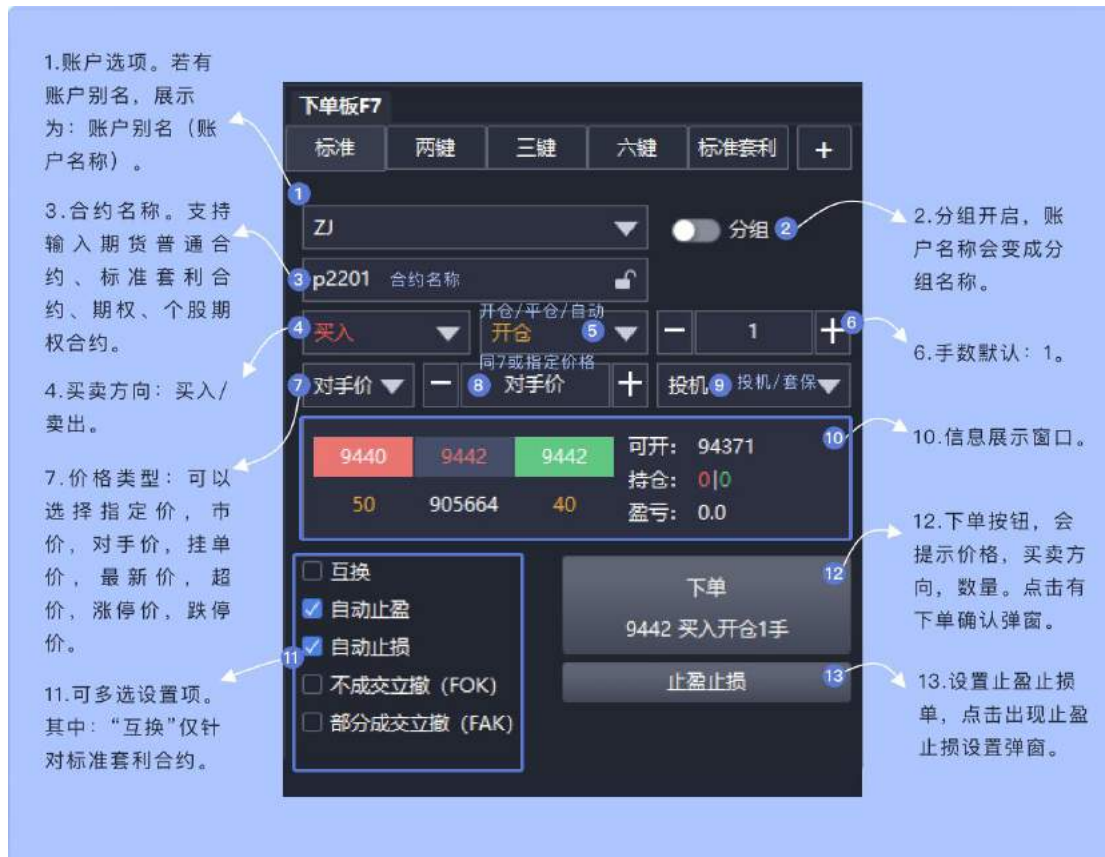 1.账户选项。若有
账户别名，展示
为：账户别名（账
户名称）。
3.合约名称。支持
输入期货普通合
约、标准套利合
约、期权、个股期
权合约。
4.买卖方向：买入/
卖出。
7.价格类型：可以
选择指定价，市
价，对手价，挂单
价，最新价，超
价，涨停价，跌停
价。
11.可多选设置项。
其中：“互换”仅针
对标准套利合约。
下单板F7
标准 两键 三键 六键 标准套利 +
1
ZJ 分组 2
3 p2201 合约名称
开仓/平仓/自动
4 买入 开仓 5 － 1 ＋ 6
同7或指定价格
7 对手价 － 8 对手价 ＋ 投机 9 投机/套保
9440 9442 9442 可开： 94371 10
持仓： 0|0
50 905664 40 盈亏： 0.0
互换
自动止盈
11 自动止损
不成交立撤（FOK）
部分成交立撤（FAK）
下单 12
9442 买入开仓1手
止盈止损 13
2.分组开启，账
户名称会变成分
组名称。
6.手数默认：1。
10.信息展示窗口。
12.下单按钮，会
提示价格，买卖方
向，数量。点击有
下单确认弹窗。
13.设置止盈止损
单，点击出现止盈
止损设置弹窗。